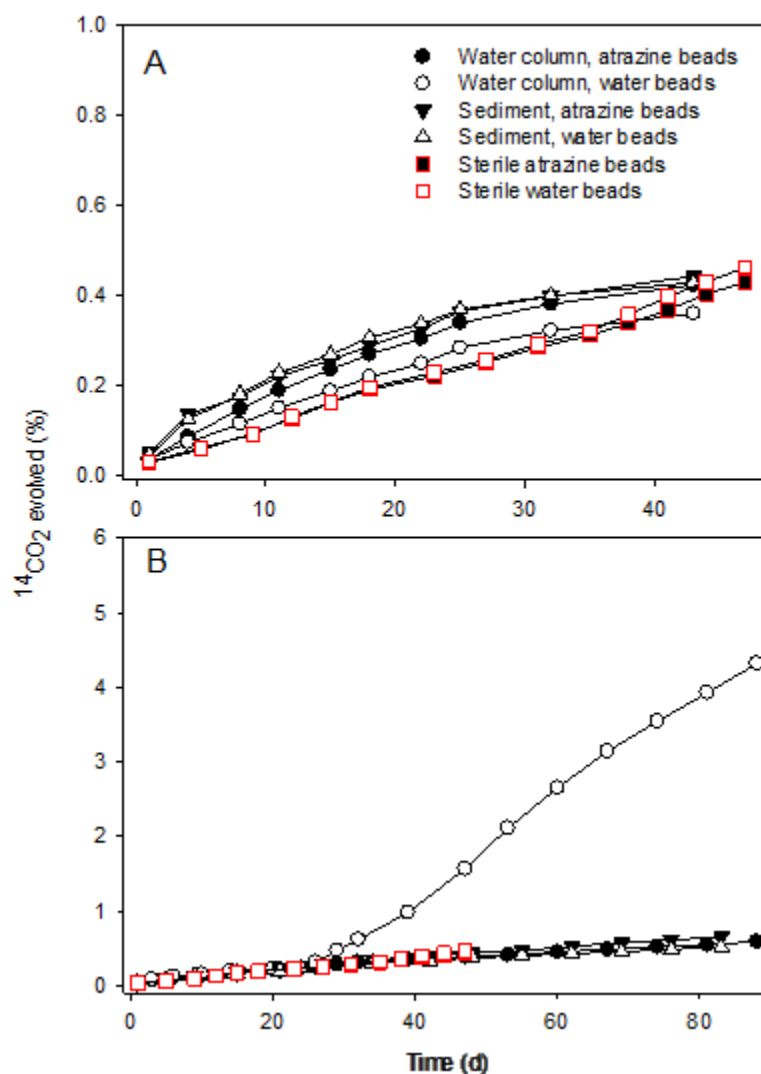 1.0
A
Water column, atrazine beads
Water column, water beads
Sediment, atrazine beads
Sediment, water beads
Sterile atrazine beads
Sterile water beads
0.8
0.6
0.4
0.2
0.0
0 10 20 30 40
¹⁴CO₂ evolved (%)
6
B
5
4
3
2
1
0
0 20 40 60 80
Time (d)